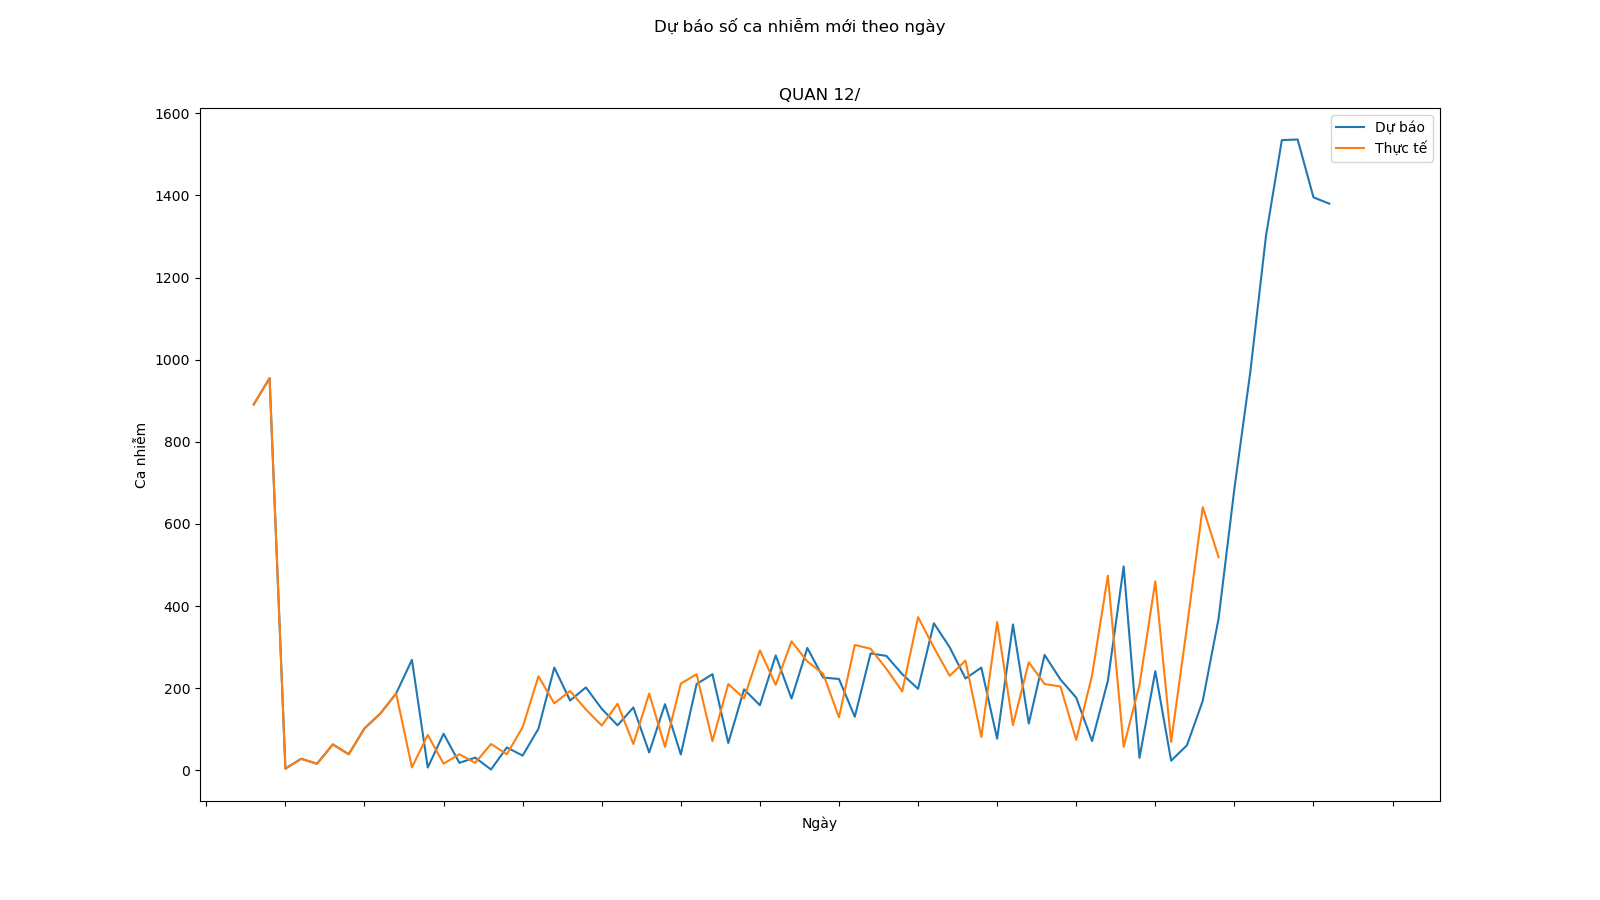 Dự báo số ca nhiễm mới theo ngày
QUAN 12/
1600
1400
1200
1000
800
600
400
200
0
Ca nhiễm
Ngày
Dự báo
Thực tế